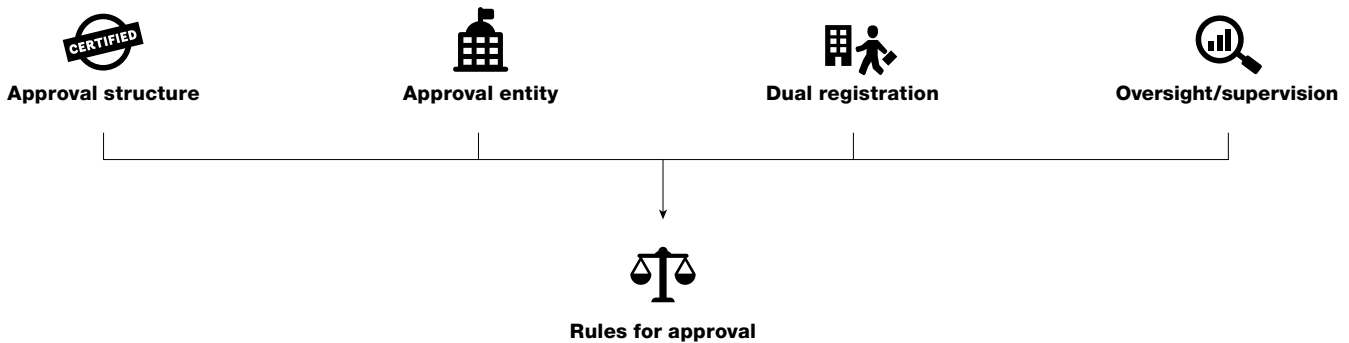 CERTIFIED
Approval structure
Approval entity
Dual registration
Oversight/supervision
Rules for approval